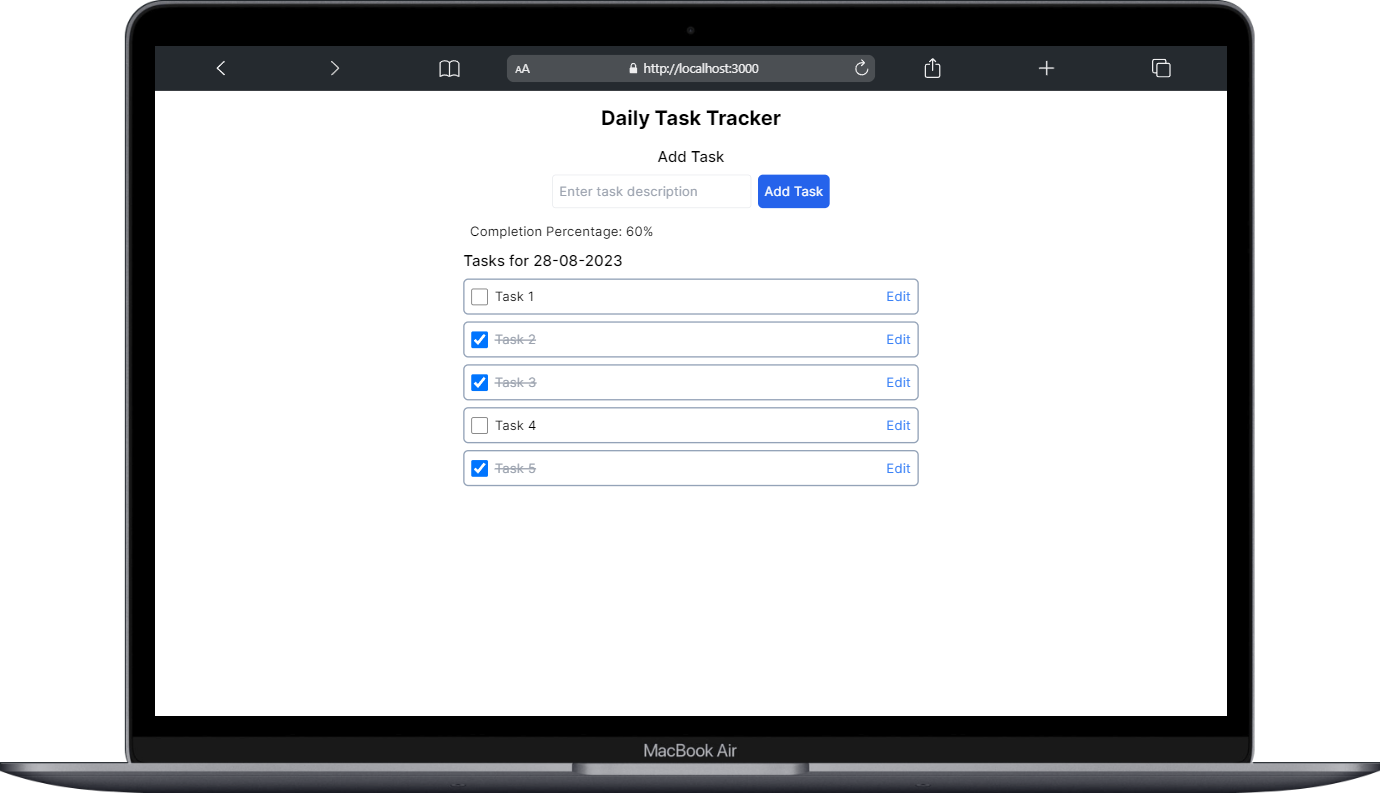 AA http://localhost:3000
Daily Task Tracker
Add Task
Enter task description Add Task
Completion Percentage: 60%
Tasks for 28-08-2023
Task 1 Edit
Task 2 Edit
Task 3 Edit
Task 4 Edit
Task 5 Edit
MacBook Air